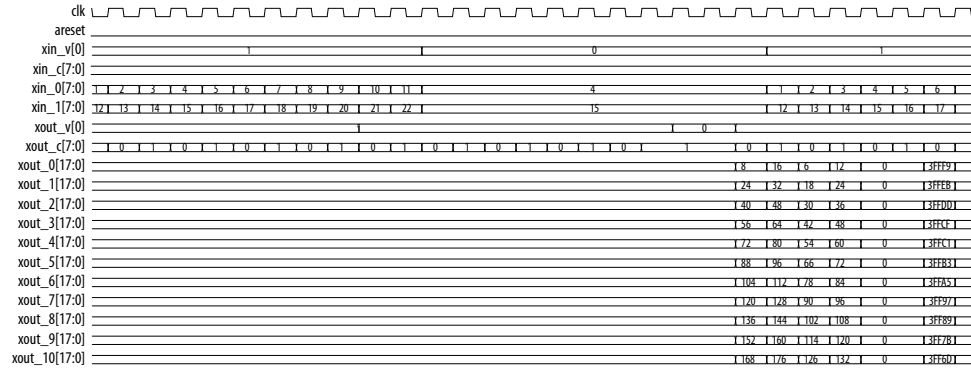 clk
areset
xin_v[0] 1 0 1
xin_c[7:0]
xin_0[7:0] 1 2 3 4 5 6 7 8 9 10 11 4 1 2 3 4 5 6
xin_1[7:0] 12 13 14 15 16 17 18 19 20 21 22 15 12 13 14 15 16 17
xout_v[0] 0
xout_c[7:0] 0 1 0 1 0 1 0 1 0 1 0 1 0 1 0 1 0 1 0 1 0 1 0
xout_0[17:0] 8 16 6 12 0 3FFF9
xout_1[17:0] 24 32 18 24 0 3FFEB
xout_2[17:0] 40 48 30 36 0 3FFDD
xout_3[17:0] 56 64 42 48 0 3FFCF
xout_4[17:0] 72 80 54 60 0 3FFC1
xout_5[17:0] 88 96 66 72 0 3FFB3
xout_6[17:0] 104 112 78 84 0 3FFA5
xout_7[17:0] 120 128 90 96 0 3FF97
xout_8[17:0] 136 144 102 108 0 3FF89
xout_9[17:0] 152 160 114 120 0 3FF7B
xout_10[17:0] 168 176 126 132 0 3FF6D